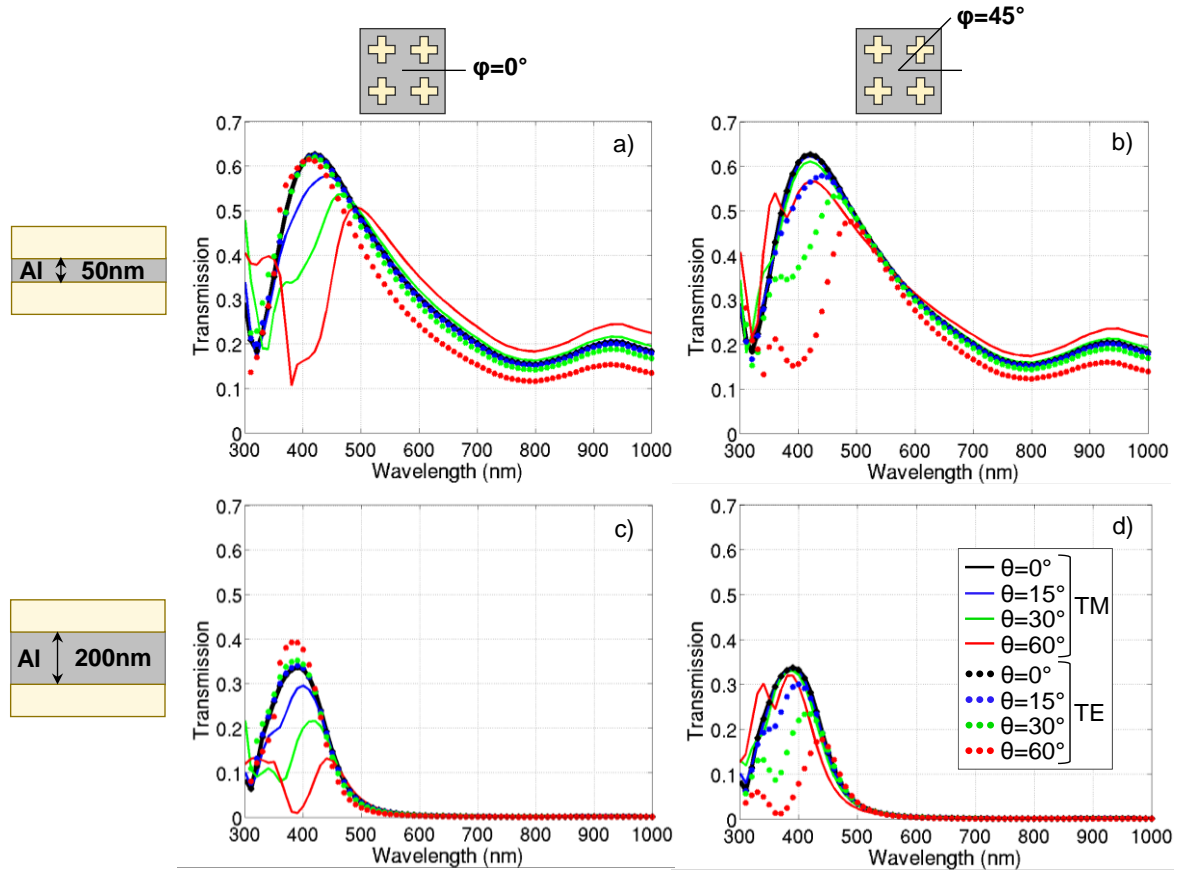 φ=0°
φ=45°
Al 50nm
a)
0.7
0.6
0.5
0.4
0.3
0.2
0.1
0
Transmission
300 400 500 600 700 800 900 1000
Wavelength (nm)
b)
0.7
0.6
0.5
0.4
0.3
0.2
0.1
0
Transmission
300 400 500 600 700 800 900 1000
Wavelength (nm)
Al 200nm
c)
0.7
0.6
0.5
0.4
0.3
0.2
0.1
0
Transmission
300 400 500 600 700 800 900 1000
Wavelength (nm)
d)
0.7
0.6
0.5
0.4
0.3
0.2
0.1
0
Transmission
300 400 500 600 700 800 900 1000
Wavelength (nm)
θ=0°
θ=15°
θ=30°
θ=60°
TM
θ=0°
θ=15°
θ=30°
θ=60°
TE